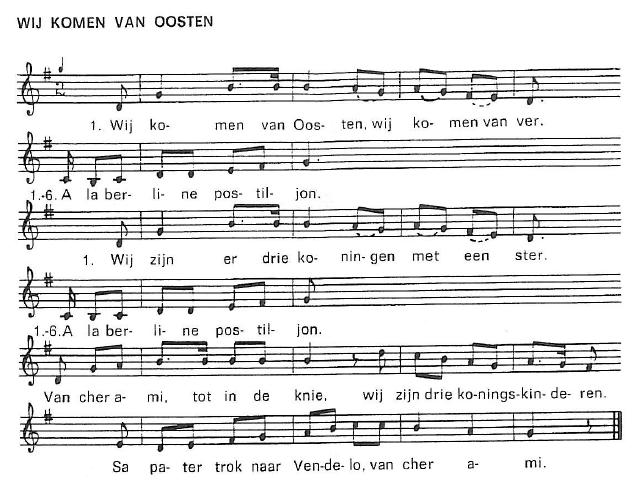 WIJ KOMEN VAN OOSTEN
1. Wij ko- men van Oos- ten, wij ko- men van ver.
1.-6. A la ber- li- ne pos- til- jon.
1. Wij zijn er drie ko- nin- gen met een ster.
1.-6. A la ber- li- ne pos- til- jon.
Van cher a- mi, tot in de knie, wij zijn drie ko-nings-kin- de- ren.
Sa pa- ter trok naar Ven- de- lo, van cher a- mi.